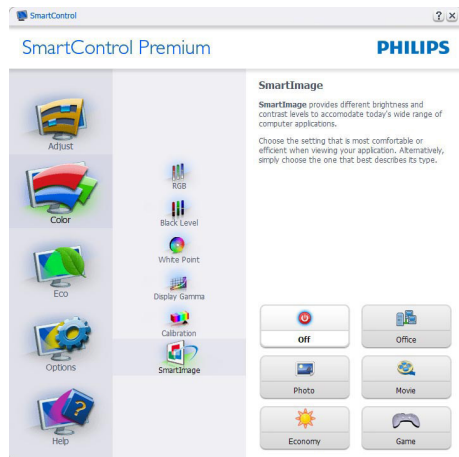 SmartControl
? x
SmartControl Premium
PHILIPS
Adjust
Color
Eco
Options
Help
RGB
Black Level
White Point
Display Gamma
Calibration
SmartImage
SmartImage
SmartImage provides different brightness and
contrast levels to accomodate today's wide range of
computer applications.
Choose the setting that is most comfortable or
efficient when viewing your application. Alternatively,
simply choose the one that best describes its type.
Off
Office
Photo
Movie
Economy
Game